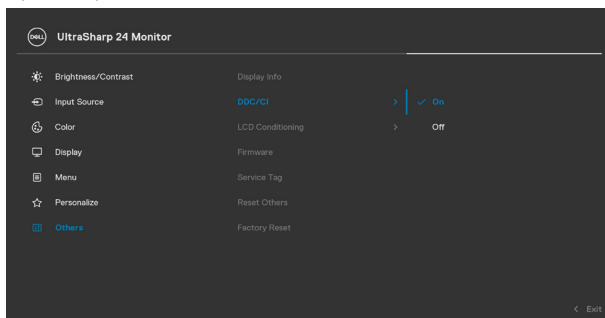 DELL UltraSharp 24 Monitor
Brightness/Contrast Display Info
Input Source DDC/CI > ✓ On
Color LCD Conditioning > Off
Display Firmware
Menu Service Tag
Personalize Reset Others
Others Factory Reset
< Exit